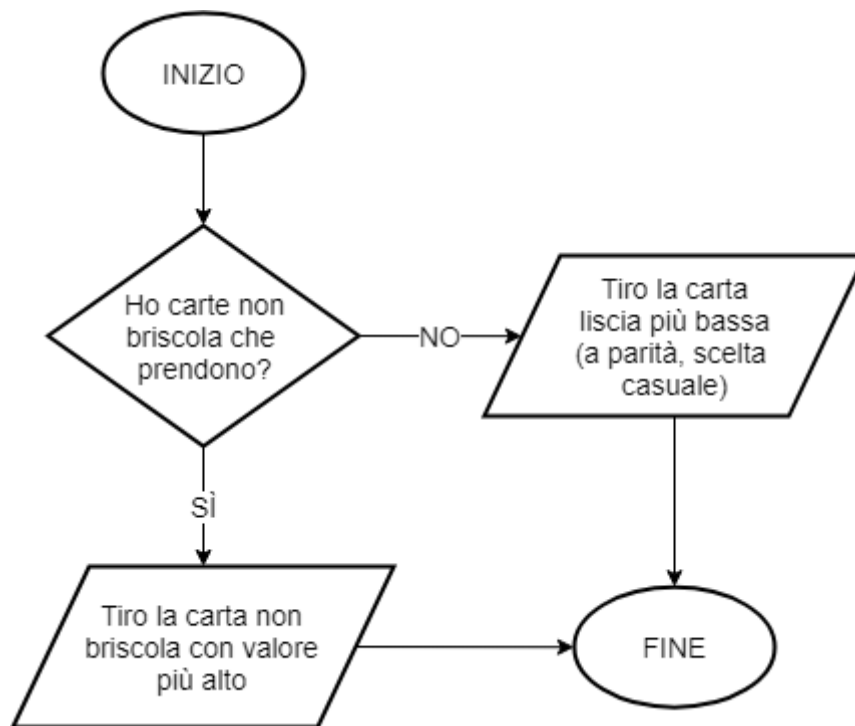 INIZIO
Ho carte non
briscola che
prendono?
NO
Tiro la carta
liscia più bassa
(a parità, scelta
casuale)
SÌ
Tiro la carta non
briscola con valore
più alto
FINE